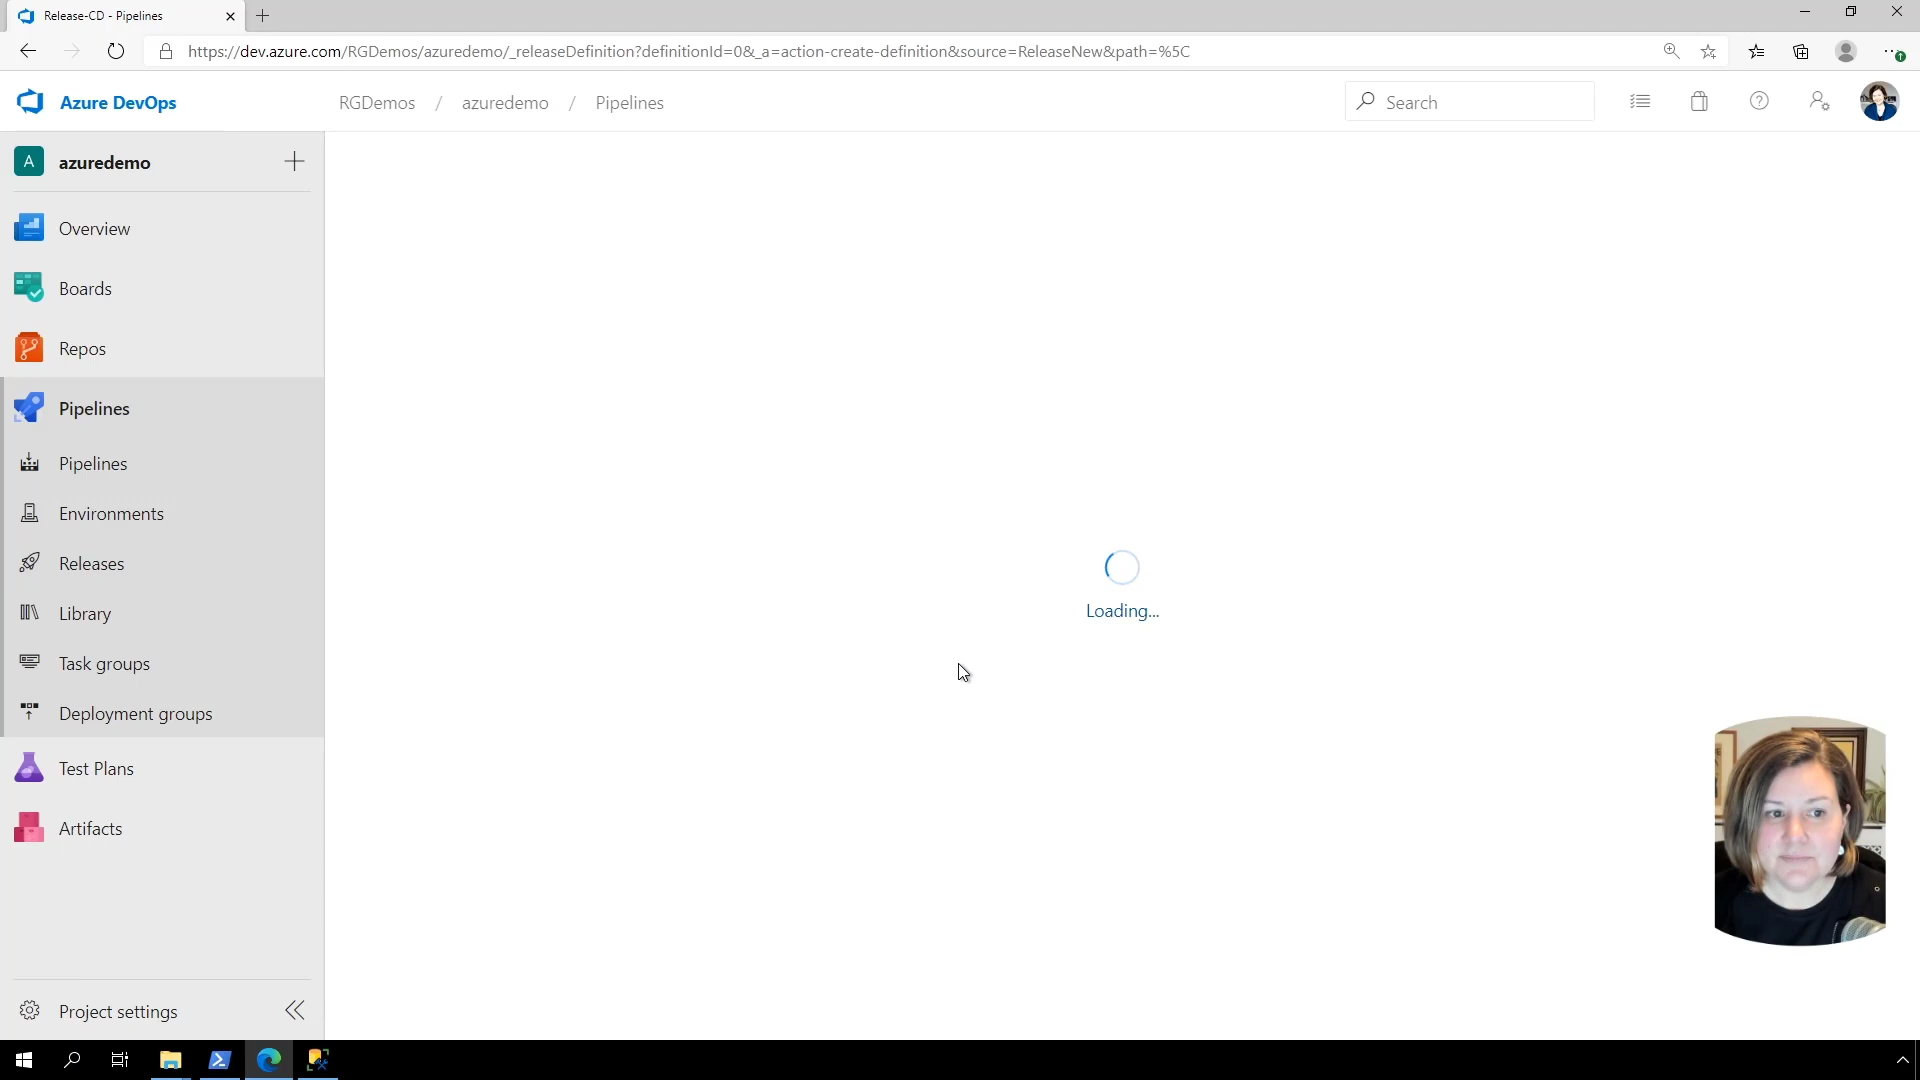 Release-CD - Pipelines
https://dev.azure.com/RGDemos/azuredemo/_releaseDefinition?definitionId=0&_a=action-create-definition&source=ReleaseNew&path=%5C
Azure DevOps
RGDemos / azuredemo / Pipelines
Search
A azuredemo
Overview
Boards
Repos
Pipelines
Pipelines
Environments
Releases
Library
Task groups
Deployment groups
Test Plans
Artifacts
Project settings
Loading...